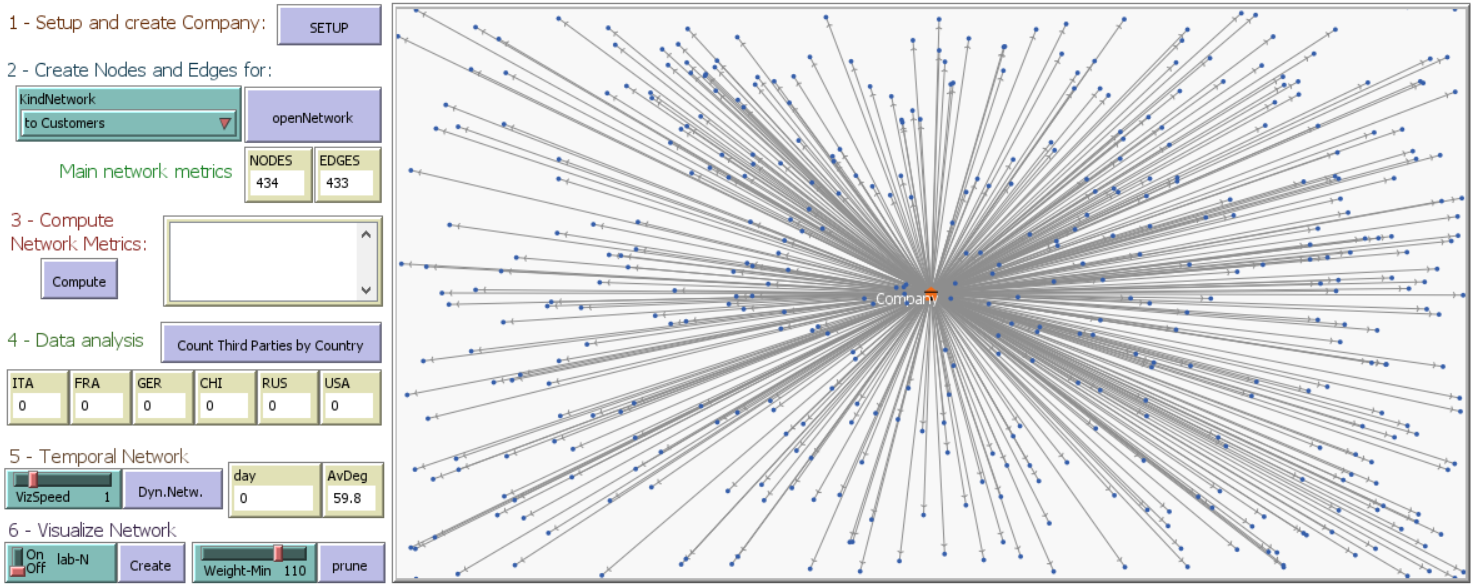 1 - Setup and create Company:
SETUP
2 - Create Nodes and Edges for:
KindNetwork
to Customers
openNetwork
Main network metrics
NODES
434
EDGES
433
3 - Compute
Network Metrics:
Compute
4 - Data analysis
Count Third Parties by Country
ITA
0
FRA
0
GER
0
CHI
0
RUS
0
USA
0
5 - Temporal Network
VizSpeed 1
Dyn.Netw.
day
0
AvDeg
59.8
6 - Visualize Network
On
Off
lab-N
Create
Weight-Min 110
prune
Company